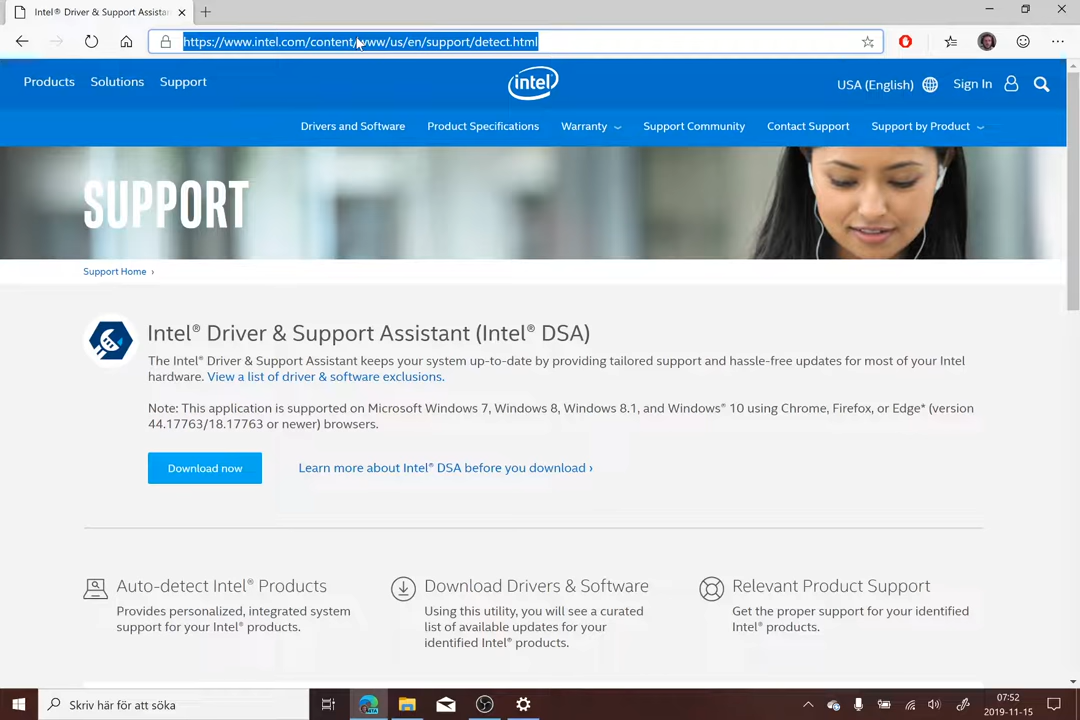 Intel® Driver & Support Assistan
https://www.intel.com/content/www/us/en/support/detect.html
Products
Solutions
Support
intel
USA (English)
Sign In
Drivers and Software
Product Specifications
Warranty
Support Community
Contact Support
Support by Product
SUPPORT
Support Home ›
Intel® Driver & Support Assistant (Intel® DSA)
The Intel® Driver & Support Assistant keeps your system up-to-date by providing tailored support and hassle-free updates for most of your Intel
hardware. View a list of driver & software exclusions.
Note: This application is supported on Microsoft Windows 7, Windows 8, Windows 8.1, and Windows® 10 using Chrome, Firefox, or Edge* (version
44.17763/18.17763 or newer) browsers.
Download now
Learn more about Intel® DSA before you download ›
Auto-detect Intel® Products
Provides personalized, integrated system
support for your Intel® products.
Download Drivers & Software
Using this utility, you will see a curated
list of available updates for your
identified Intel® products.
Relevant Product Support
Get the proper support for your identified
Intel® products.
Skriv här för att söka
07:52
2019-11-15